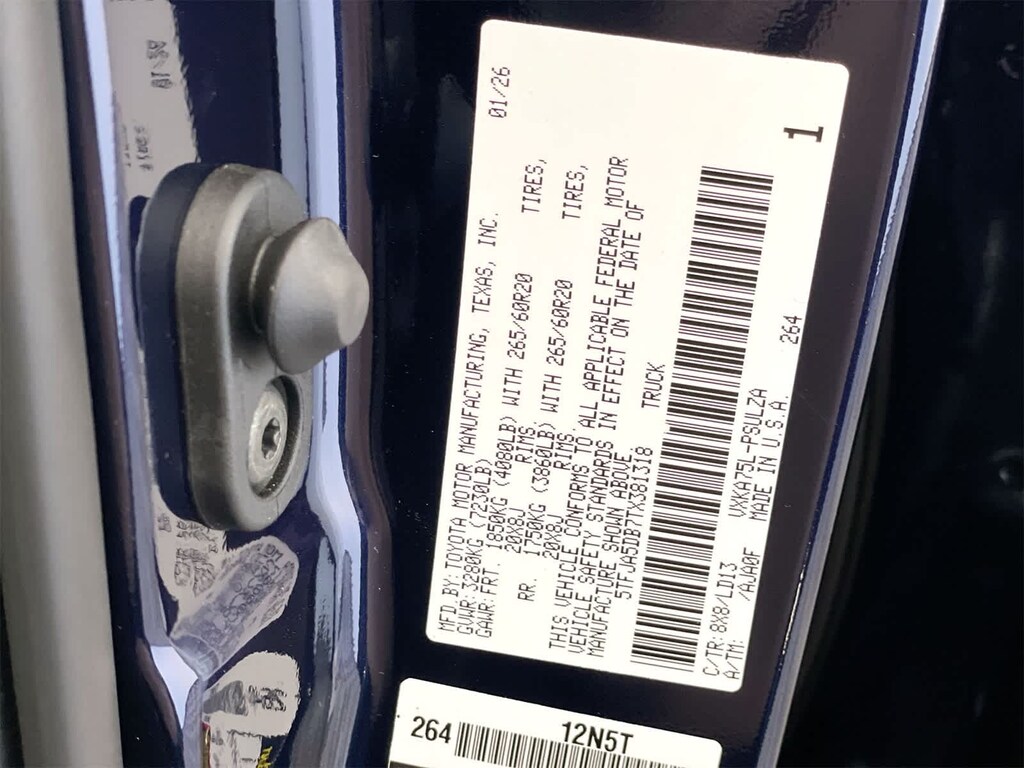 MFD. BY: TOYOTA MOTOR MANUFACTURING, TEXAS, INC. 01/26
GVWR: 3280KG (7230LB)
GAWR: FRT. 1850KG (4080LB) WITH 265/60R20 TIRES,
20X8J RIMS.
RR. 1750KG (3860LB) WITH 265/60R20 TIRES,
20X8J RIMS.
THIS VEHICLE CONFORMS TO ALL APPLICABLE FEDERAL MOTOR
VEHICLE SAFETY STANDARDS IN EFFECT ON THE DATE OF
MANUFACTURE SHOWN ABOVE.
5TFJA5DB7TX381318 TRUCK
C/TR: 8X8/LD13 VXKA75L-PSULZA 264 1
A/TM: /AJA0F MADE IN U.S.A.
264 12N5T